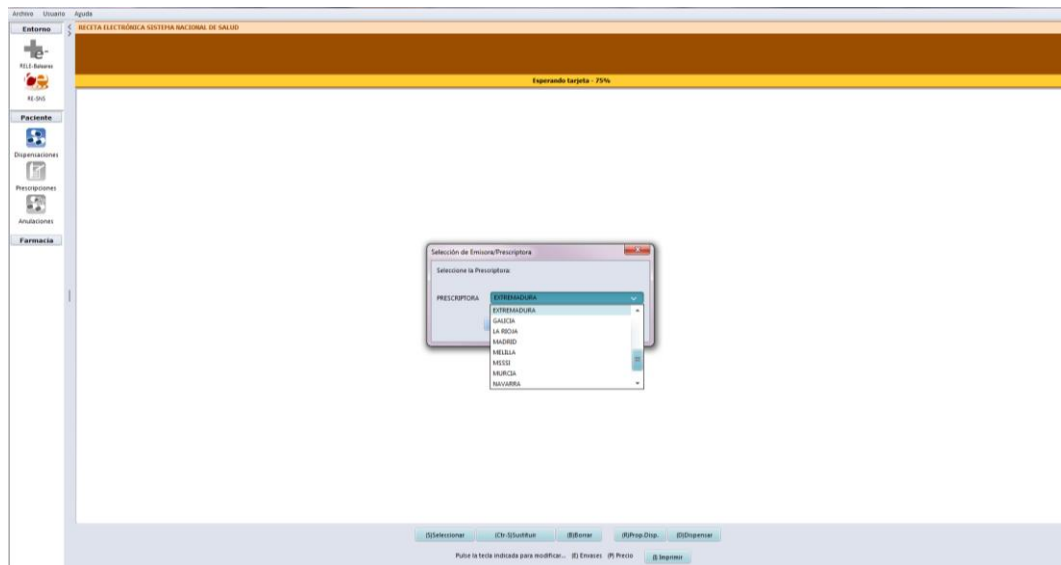 Archivo Usuario Ayuda
Entorno
RECETA ELECTRÓNICA SISTEMA NACIONAL DE SALUD
RELE-Baleares
Esperando tarjeta - 75%
RE-SNS
Paciente
Dispensaciones
Prescripciones
Anulaciones
Farmacia
Selección de Emisora/Prescriptora
Seleccione la Prescriptora:
PRESCRIPTORA EXTREMADURA
EXTREMADURA
GALICIA
LA RIOJA
MADRID
MELILLA
MSSSI
MURCIA
NAVARRA
(S)Seleccionar (Ctr-S)Sustituir (B)Borrar (R)Prop.Disp. (D)Dispensar
Pulse la tecla indicada para modificar... (E) Envases (P) Precio (I) Imprimir